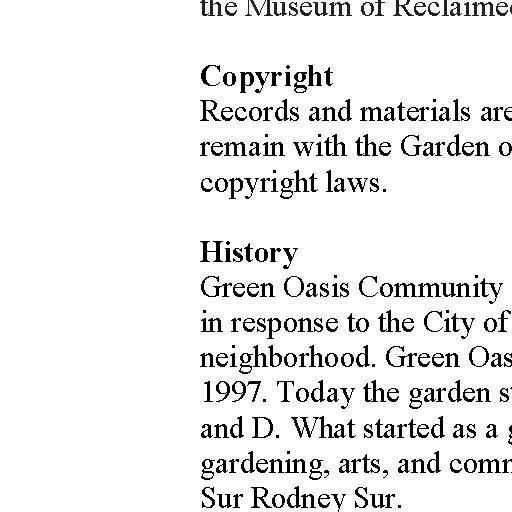 the Museum of Reclaimed
Copyright
Records and materials are
remain with the Garden o
copyright laws.
History
Green Oasis Community
in response to the City of
neighborhood. Green Oas
1997. Today the garden s
and D. What started as a g
gardening, arts, and comm
Sur Rodney Sur.